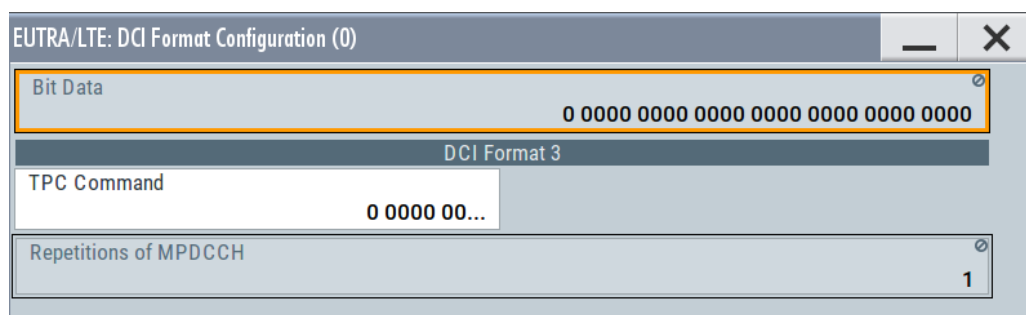 EUTRA/LTE: DCI Format Configuration (0)
Bit Data
0 0000 0000 0000 0000 0000 0000 0000
DCI Format 3
TPC Command
0 0000 00...
Repetitions of MPDCCH
1